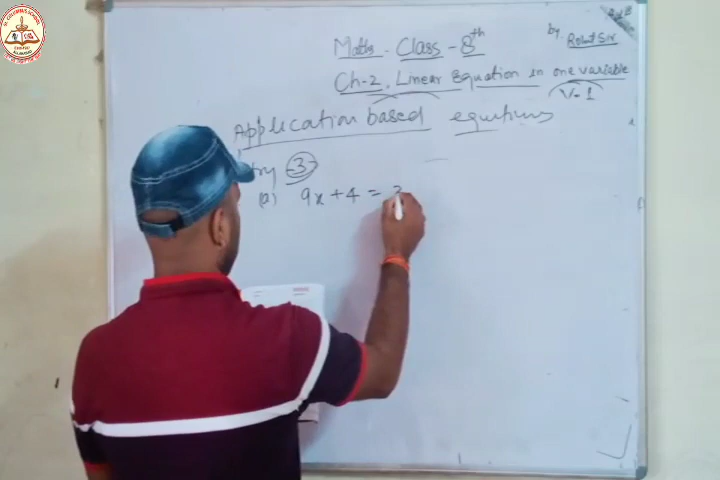 Maths. Class - 8th
by. Rohit Sir
Ch-2. Linear Equation in one variable
V-1
Application based equations
try 3
(a) 9x + 4 = 3